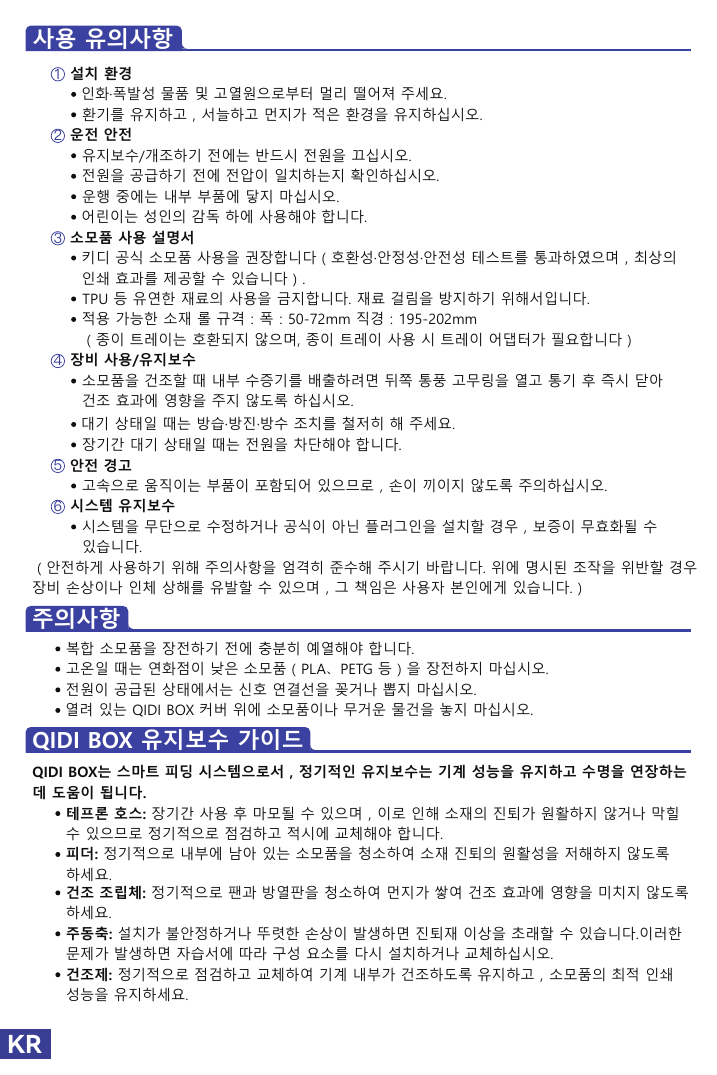 사용 유의사항
① 설치 환경
• 인화·폭발성 물품 및 고열원으로부터 멀리 떨어져 주세요.
• 환기를 유지하고 , 서늘하고 먼지가 적은 환경을 유지하십시오.
② 운전 안전
• 유지보수/개조하기 전에는 반드시 전원을 끄십시오.
• 전원을 공급하기 전에 전압이 일치하는지 확인하십시오.
• 운행 중에는 내부 부품에 닿지 마십시오.
• 어린이는 성인의 감독 하에 사용해야 합니다.
③ 소모품 사용 설명서
• 키디 공식 소모품 사용을 권장합니다 ( 호환성·안정성·안전성 테스트를 통과하였으며 , 최상의
인쇄 효과를 제공할 수 있습니다 ) .
• TPU 등 유연한 재료의 사용을 금지합니다. 재료 걸림을 방지하기 위해서입니다.
• 적용 가능한 소재 롤 규격 : 폭 : 50-72mm 직경 : 195-202mm
( 종이 트레이는 호환되지 않으며, 종이 트레이 사용 시 트레이 어댑터가 필요합니다 )
④ 장비 사용/유지보수
• 소모품을 건조할 때 내부 수증기를 배출하려면 뒤쪽 통풍 고무링을 열고 통기 후 즉시 닫아
건조 효과에 영향을 주지 않도록 하십시오.
• 대기 상태일 때는 방습·방진·방수 조치를 철저히 해 주세요.
• 장기간 대기 상태일 때는 전원을 차단해야 합니다.
⑤ 안전 경고
• 고속으로 움직이는 부품이 포함되어 있으므로 , 손이 끼이지 않도록 주의하십시오.
⑥ 시스템 유지보수
• 시스템을 무단으로 수정하거나 공식이 아닌 플러그인을 설치할 경우 , 보증이 무효화될 수
있습니다.
( 안전하게 사용하기 위해 주의사항을 엄격히 준수해 주시기 바랍니다. 위에 명시된 조작을 위반할 경우
장비 손상이나 인체 상해를 유발할 수 있으며 , 그 책임은 사용자 본인에게 있습니다. )
주의사항
• 복합 소모품을 장전하기 전에 충분히 예열해야 합니다.
• 고온일 때는 연화점이 낮은 소모품 ( PLA、PETG 등 ) 을 장전하지 마십시오.
• 전원이 공급된 상태에서는 신호 연결선을 꽂거나 뽑지 마십시오.
• 열려 있는 QIDI BOX 커버 위에 소모품이나 무거운 물건을 놓지 마십시오.
QIDI BOX 유지보수 가이드
QIDI BOX는 스마트 피딩 시스템으로서 , 정기적인 유지보수는 기계 성능을 유지하고 수명을 연장하는
데 도움이 됩니다.
• 테프론 호스: 장기간 사용 후 마모될 수 있으며 , 이로 인해 소재의 진퇴가 원활하지 않거나 막힐
수 있으므로 정기적으로 점검하고 적시에 교체해야 합니다.
• 피더: 정기적으로 내부에 남아 있는 소모품을 청소하여 소재 진퇴의 원활성을 저해하지 않도록
하세요.
• 건조 조립체: 정기적으로 팬과 방열판을 청소하여 먼지가 쌓여 건조 효과에 영향을 미치지 않도록
하세요.
• 주동축: 설치가 불안정하거나 뚜렷한 손상이 발생하면 진퇴재 이상을 초래할 수 있습니다.이러한
문제가 발생하면 자습서에 따라 구성 요소를 다시 설치하거나 교체하십시오.
• 건조제: 정기적으로 점검하고 교체하여 기계 내부가 건조하도록 유지하고 , 소모품의 최적 인쇄
성능을 유지하세요.
KR